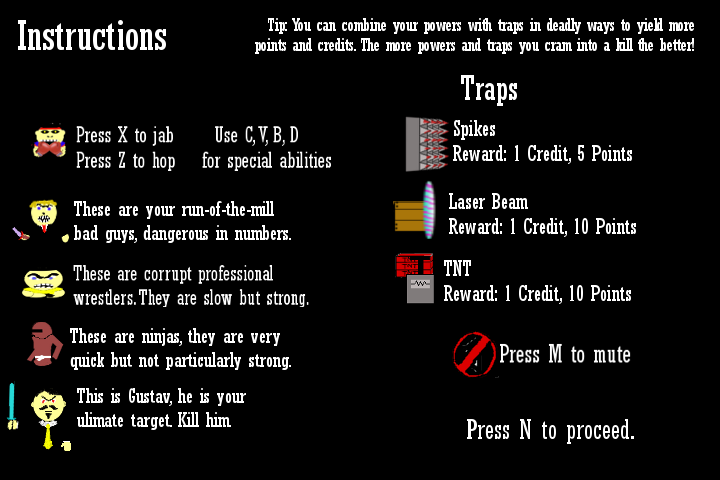 Instructions
Tip: You can combine your powers with traps in deadly ways to yield more
points and credits. The more powers and traps you cram into a kill the better!
Press X to jab
Press Z to hop
Use C, V, B, D
for special abilities
These are your run-of-the-mill
bad guys, dangerous in numbers.
These are corrupt professional
wrestlers. They are slow but strong.
These are ninjas, they are very
quick but not particularly strong.
This is Gustav, he is your
ulimate target. Kill him
Traps
Spikes
Reward: 1 Credit, 5 Points
Laser Beam
Reward: 1 Credit, 10 Points
TNT
Reward: 1 Credit, 10 Points
Press M to mute
Press N to proceed.